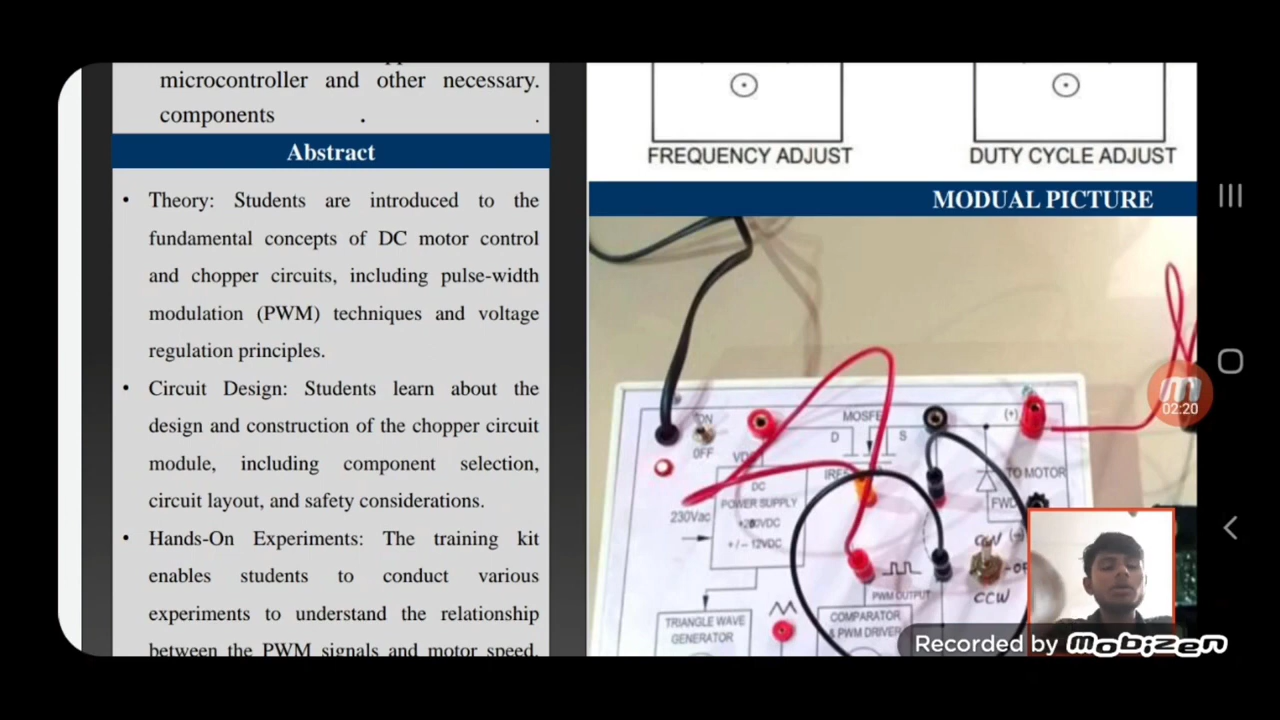 microcontroller and other necessary.
components . .
Abstract
• Theory: Students are introduced to the
fundamental concepts of DC motor control
and chopper circuits, including pulse-width
modulation (PWM) techniques and voltage
regulation principles.
• Circuit Design: Students learn about the
design and construction of the chopper circuit
module, including component selection,
circuit layout, and safety considerations.
• Hands-On Experiments: The training kit
enables students to conduct various
experiments to understand the relationship
between the PWM signals and motor speed.
FREQUENCY ADJUST
DUTY CYCLE ADJUST
MODUAL PICTURE
ON
OFF
MOSFE
(+)
D
S
VD
IRF
DC
POWER SUPPLY
+200VDC
+/– 12VDC
230Vac
TO MOTOR
FWD
CW (–)
-OF
CCW
PWM OUTPUT
TRIANGLE WAVE
GENERATOR
COMPARATOR
& PWM DRIVER
02:20
Recorded by mobizen